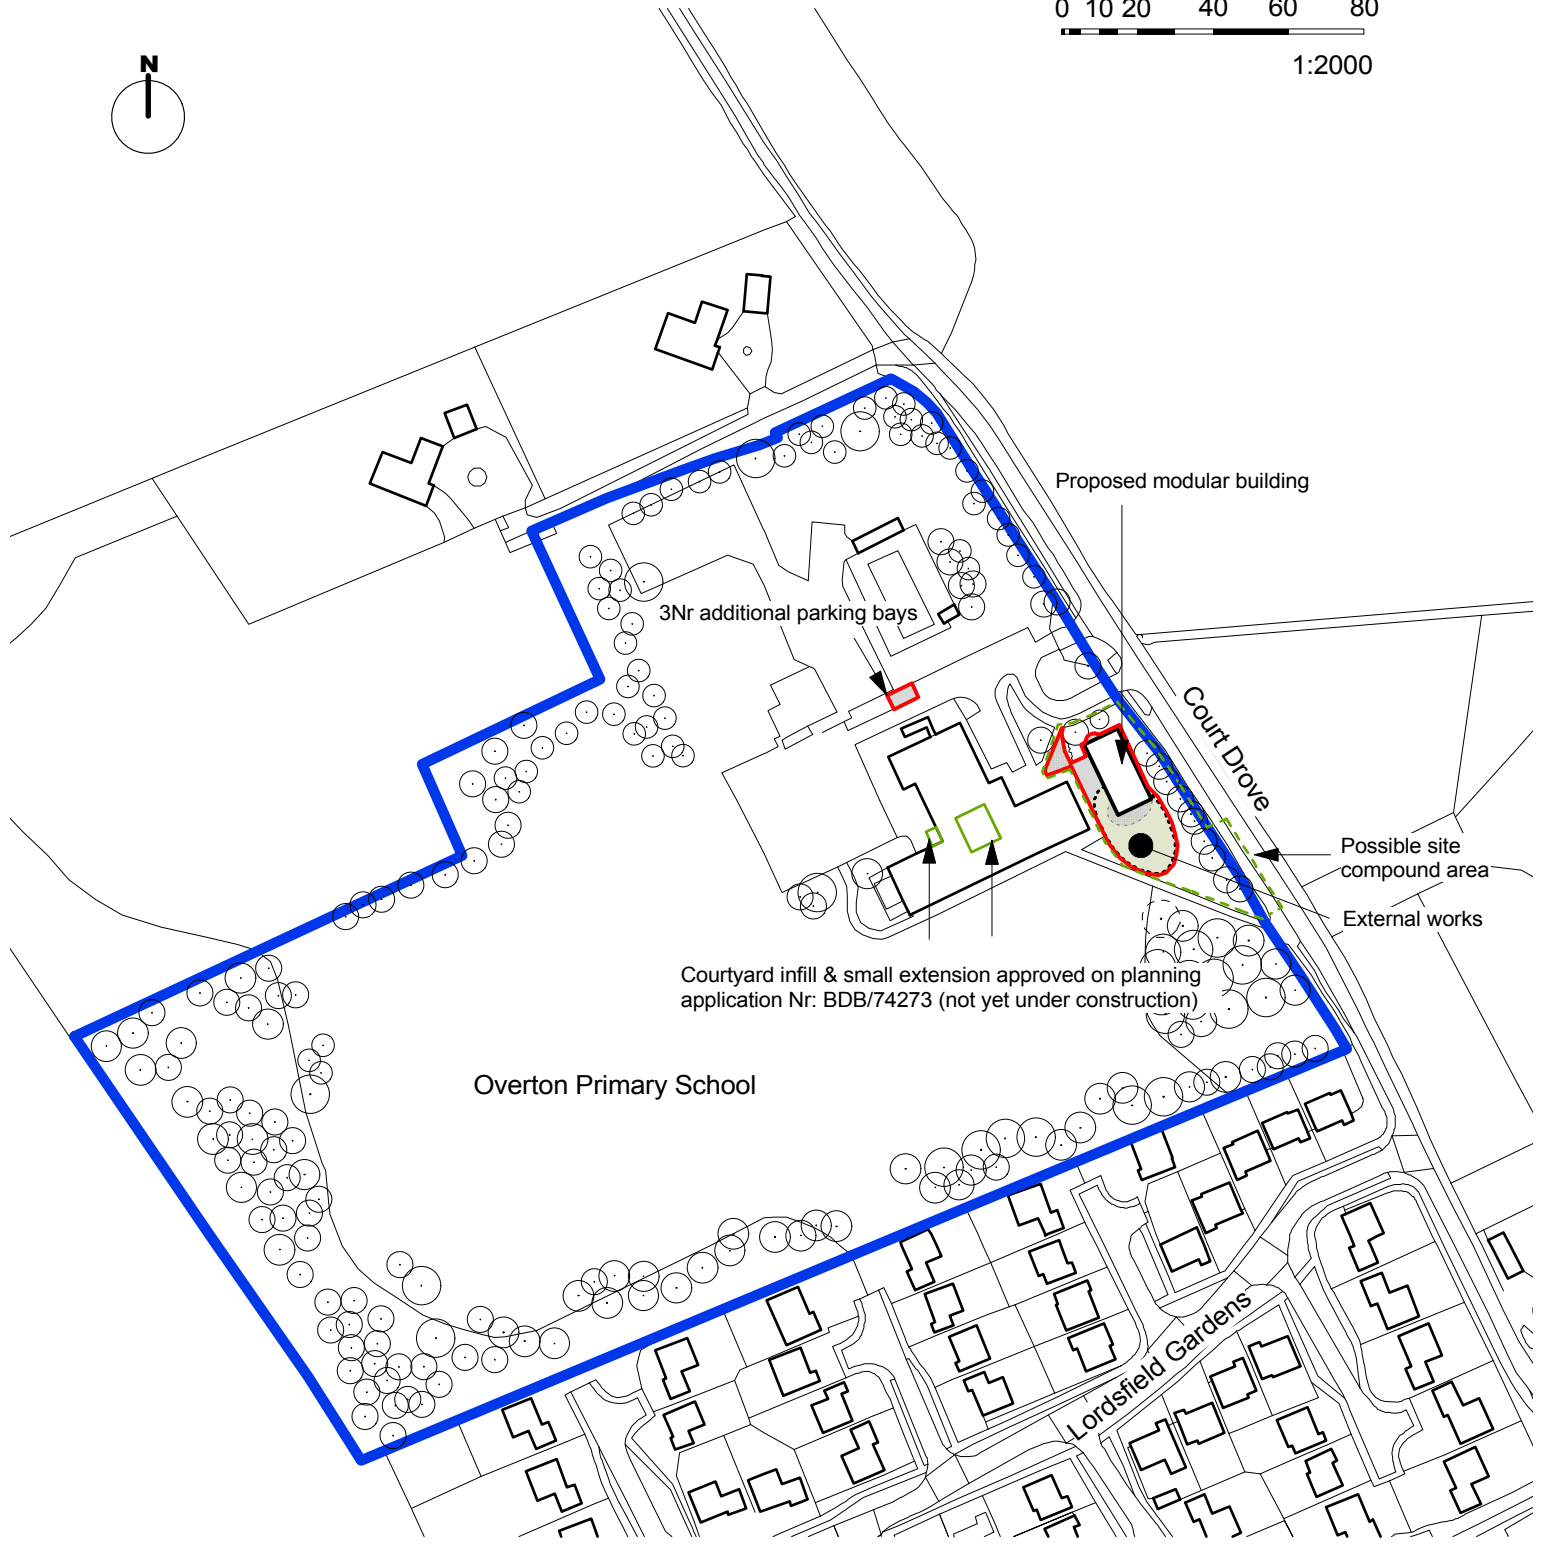 0 10 20 40 60 80
1:2000
N
Proposed modular building
3Nr additional parking bays
Court Drove
Possible site
compound area
External works
Courtyard infill & small extension approved on planning
application Nr: BDB/74273 (not yet under construction)
Overton Primary School
Lordsfield Gardens